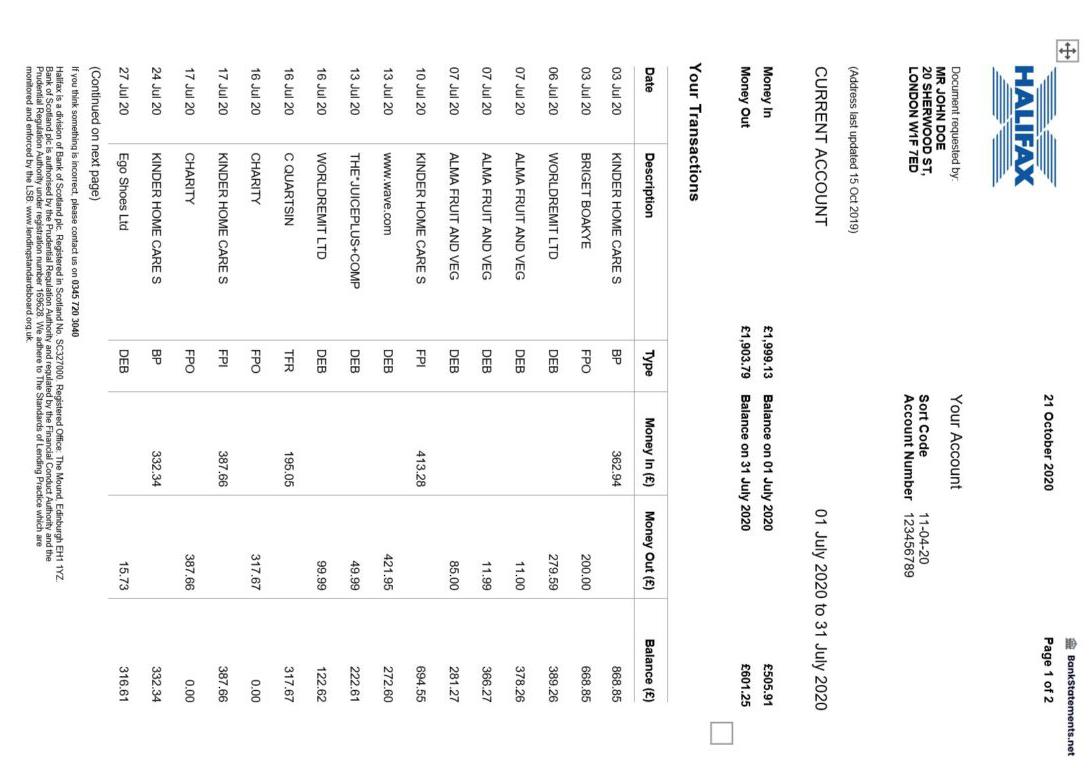 BankStatements.net
HALIFAX
21 October 2020
Page 1 of 2
Document requested by:
MR JOHN DOE
20 SHERWOOD ST,
LONDON W1F 7ED
Your Account
Sort Code 11-04-20
Account Number 123456789
(Address last updated 15 Oct 2019)
CURRENT ACCOUNT 01 July 2020 to 31 July 2020
Money In £1,999.13 Balance on 01 July 2020 £505.91
Money Out £1,903.79 Balance on 31 July 2020 £601.25
Your Transactions
Date Description Type Money In (£) Money Out (£) Balance (£)
03 Jul 20 KINDER HOME CARE S BP 362.94 868.85
03 Jul 20 BRIGET BOAKYE FPO 200.00 668.85
06 Jul 20 WORLDREMIT LTD DEB 279.59 389.26
07 Jul 20 ALMA FRUIT AND VEG DEB 11.00 378.26
07 Jul 20 ALMA FRUIT AND VEG DEB 11.99 366.27
07 Jul 20 ALMA FRUIT AND VEG DEB 85.00 281.27
10 Jul 20 KINDER HOME CARE S FPI 413.28 694.55
13 Jul 20 www.wave.com DEB 421.95 272.60
13 Jul 20 THE*JUICEPLUS+COMP DEB 49.99 222.61
16 Jul 20 WORLDREMIT LTD DEB 99.99 122.62
16 Jul 20 C QUARTSIN TFR 195.05 317.67
16 Jul 20 CHARITY FPO 317.67 0.00
17 Jul 20 KINDER HOME CARE S FPI 387.66 387.66
17 Jul 20 CHARITY FPO 387.66 0.00
24 Jul 20 KINDER HOME CARE S BP 332.34 332.34
27 Jul 20 Ego Shoes Ltd DEB 15.73 316.61
(Continued on next page)
If you think something is incorrect, please contact us on 0345 720 3040
Halifax is a division of Bank of Scotland plc. Registered in Scotland No. SC327000. Registered Office: The Mound, Edinburgh EH1 1YZ.
Bank of Scotland plc is authorised by the Prudential Regulation Authority and regulated by the Financial Conduct Authority and the
Prudential Regulation Authority under registration number 169628. We adhere to The Standards of Lending Practice which are
monitored and enforced by the LSB: www.lendingstandardsboard.org.uk.